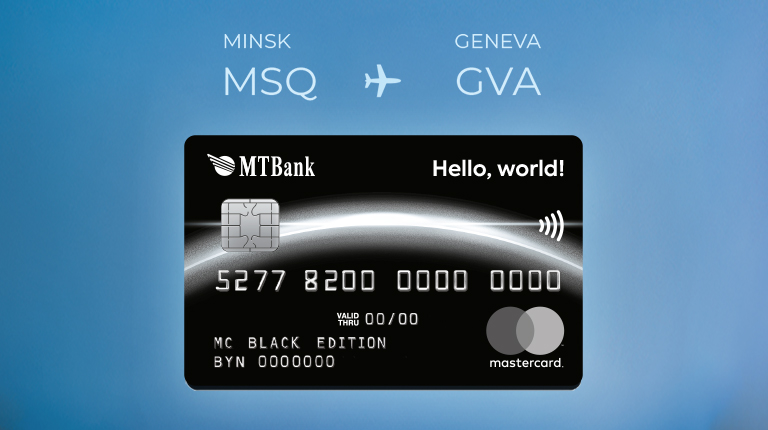 MINSK GENEVA
MSQ GVA
MTBank Hello, world!
5277 8200 0000 0000
VALID THRU 00/00
MC BLACK EDITION
BYN 0000000
mastercard.